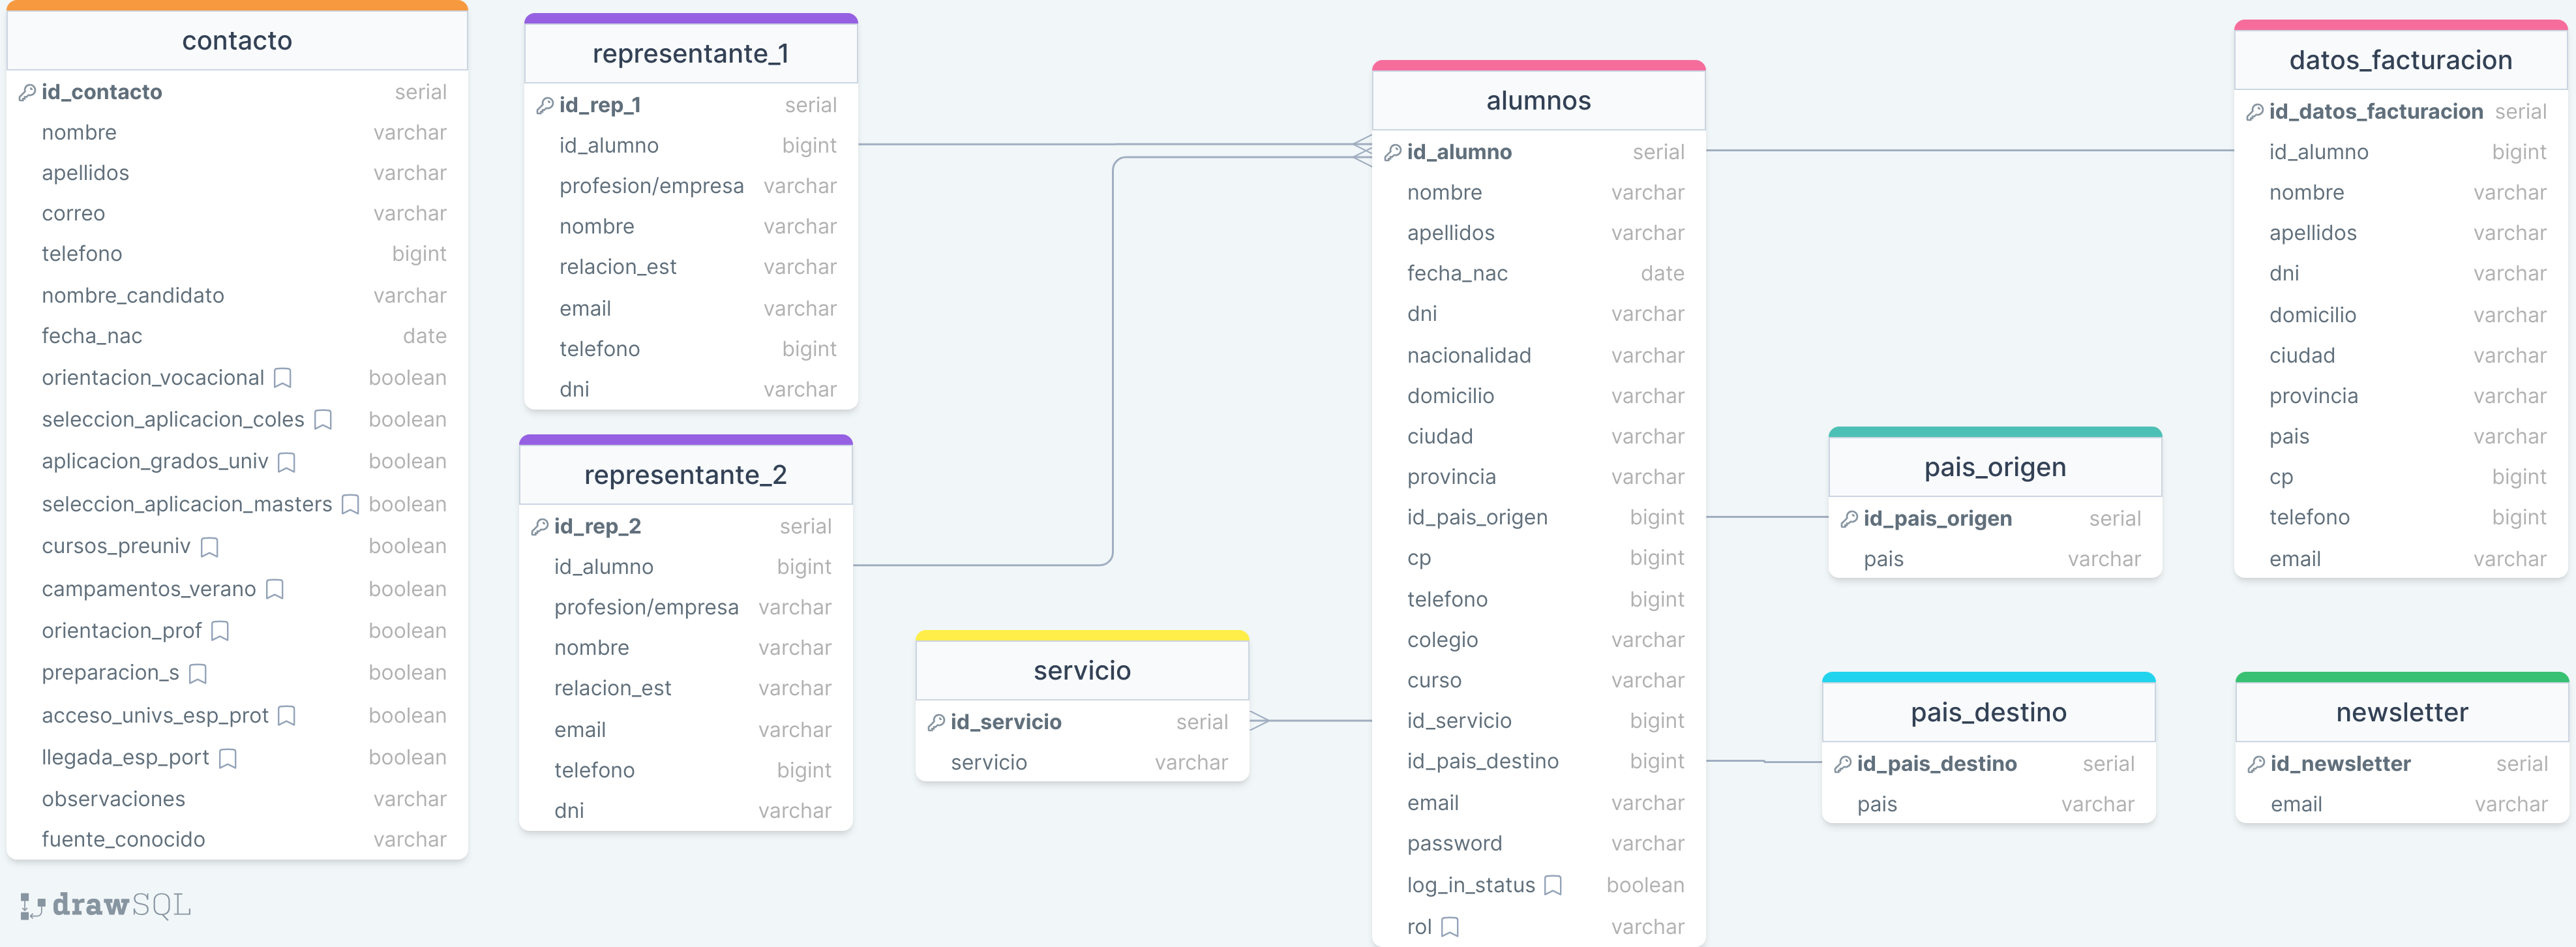 contacto
id_contacto serial
nombre varchar
apellidos varchar
correo varchar
telefono bigint
nombre_candidato varchar
fecha_nac date
orientacion_vocacional boolean
seleccion_aplicacion_coles boolean
aplicacion_grados_univ boolean
seleccion_aplicacion_masters boolean
cursos_preuniv boolean
campamentos_verano boolean
orientacion_prof boolean
preparacion_s boolean
acceso_univs_esp_prot boolean
llegada_esp_port boolean
observaciones varchar
fuente_conocido varchar
representante_1
id_rep_1 serial
id_alumno bigint
profesion/empresa varchar
nombre varchar
relacion_est varchar
email varchar
telefono bigint
dni varchar
representante_2
id_rep_2 serial
id_alumno bigint
profesion/empresa varchar
nombre varchar
relacion_est varchar
email varchar
telefono bigint
dni varchar
servicio
id_servicio serial
servicio varchar
alumnos
id_alumno serial
nombre varchar
apellidos varchar
fecha_nac date
dni varchar
nacionalidad varchar
domicilio varchar
ciudad varchar
provincia varchar
id_pais_origen bigint
cp bigint
telefono bigint
colegio varchar
curso varchar
id_servicio bigint
id_pais_destino bigint
email varchar
password varchar
log_in_status boolean
rol varchar
pais_origen
id_pais_origen serial
pais varchar
pais_destino
id_pais_destino serial
pais varchar
datos_facturacion
id_datos_facturacion serial
id_alumno bigint
nombre varchar
apellidos varchar
dni varchar
domicilio varchar
ciudad varchar
provincia varchar
pais varchar
cp bigint
telefono bigint
email varchar
newsletter
id_newsletter serial
email varchar
drawSQL